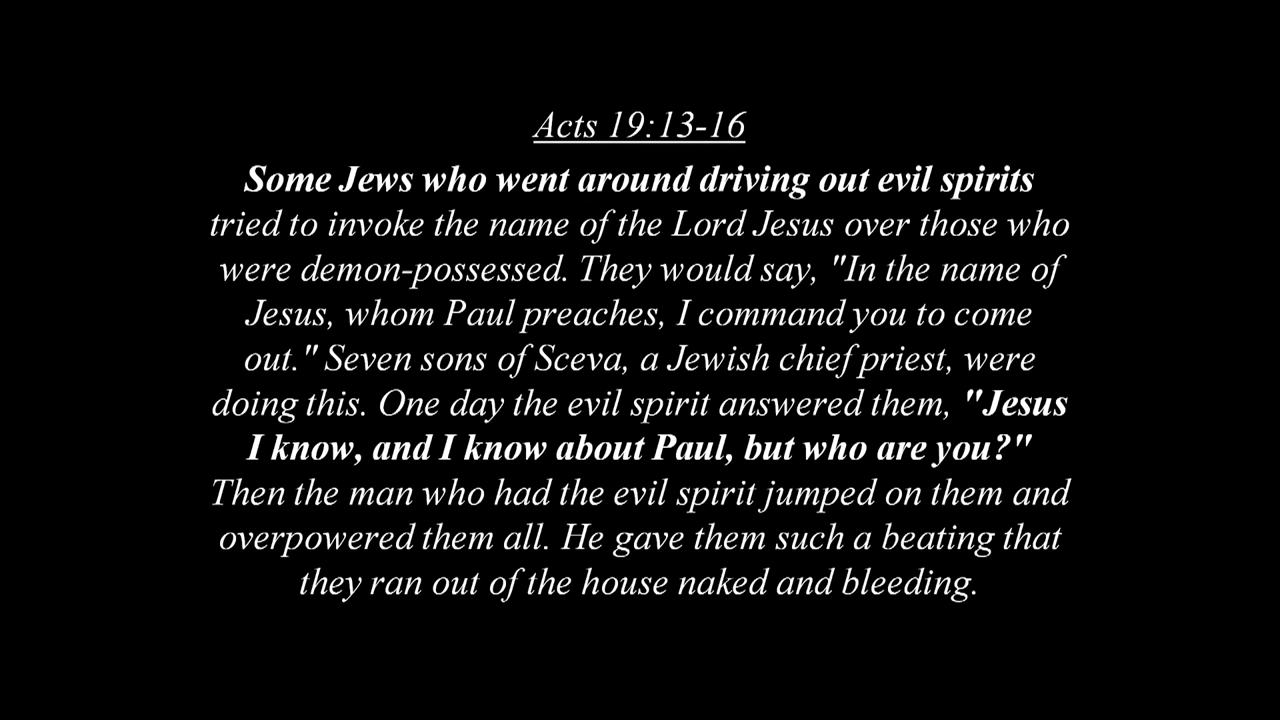 Acts 19:13-16
Some Jews who went around driving out evil spirits
tried to invoke the name of the Lord Jesus over those who
were demon-possessed. They would say, "In the name of
Jesus, whom Paul preaches, I command you to come
out." Seven sons of Sceva, a Jewish chief priest, were
doing this. One day the evil spirit answered them, "Jesus
I know, and I know about Paul, but who are you?"
Then the man who had the evil spirit jumped on them and
overpowered them all. He gave them such a beating that
they ran out of the house naked and bleeding.